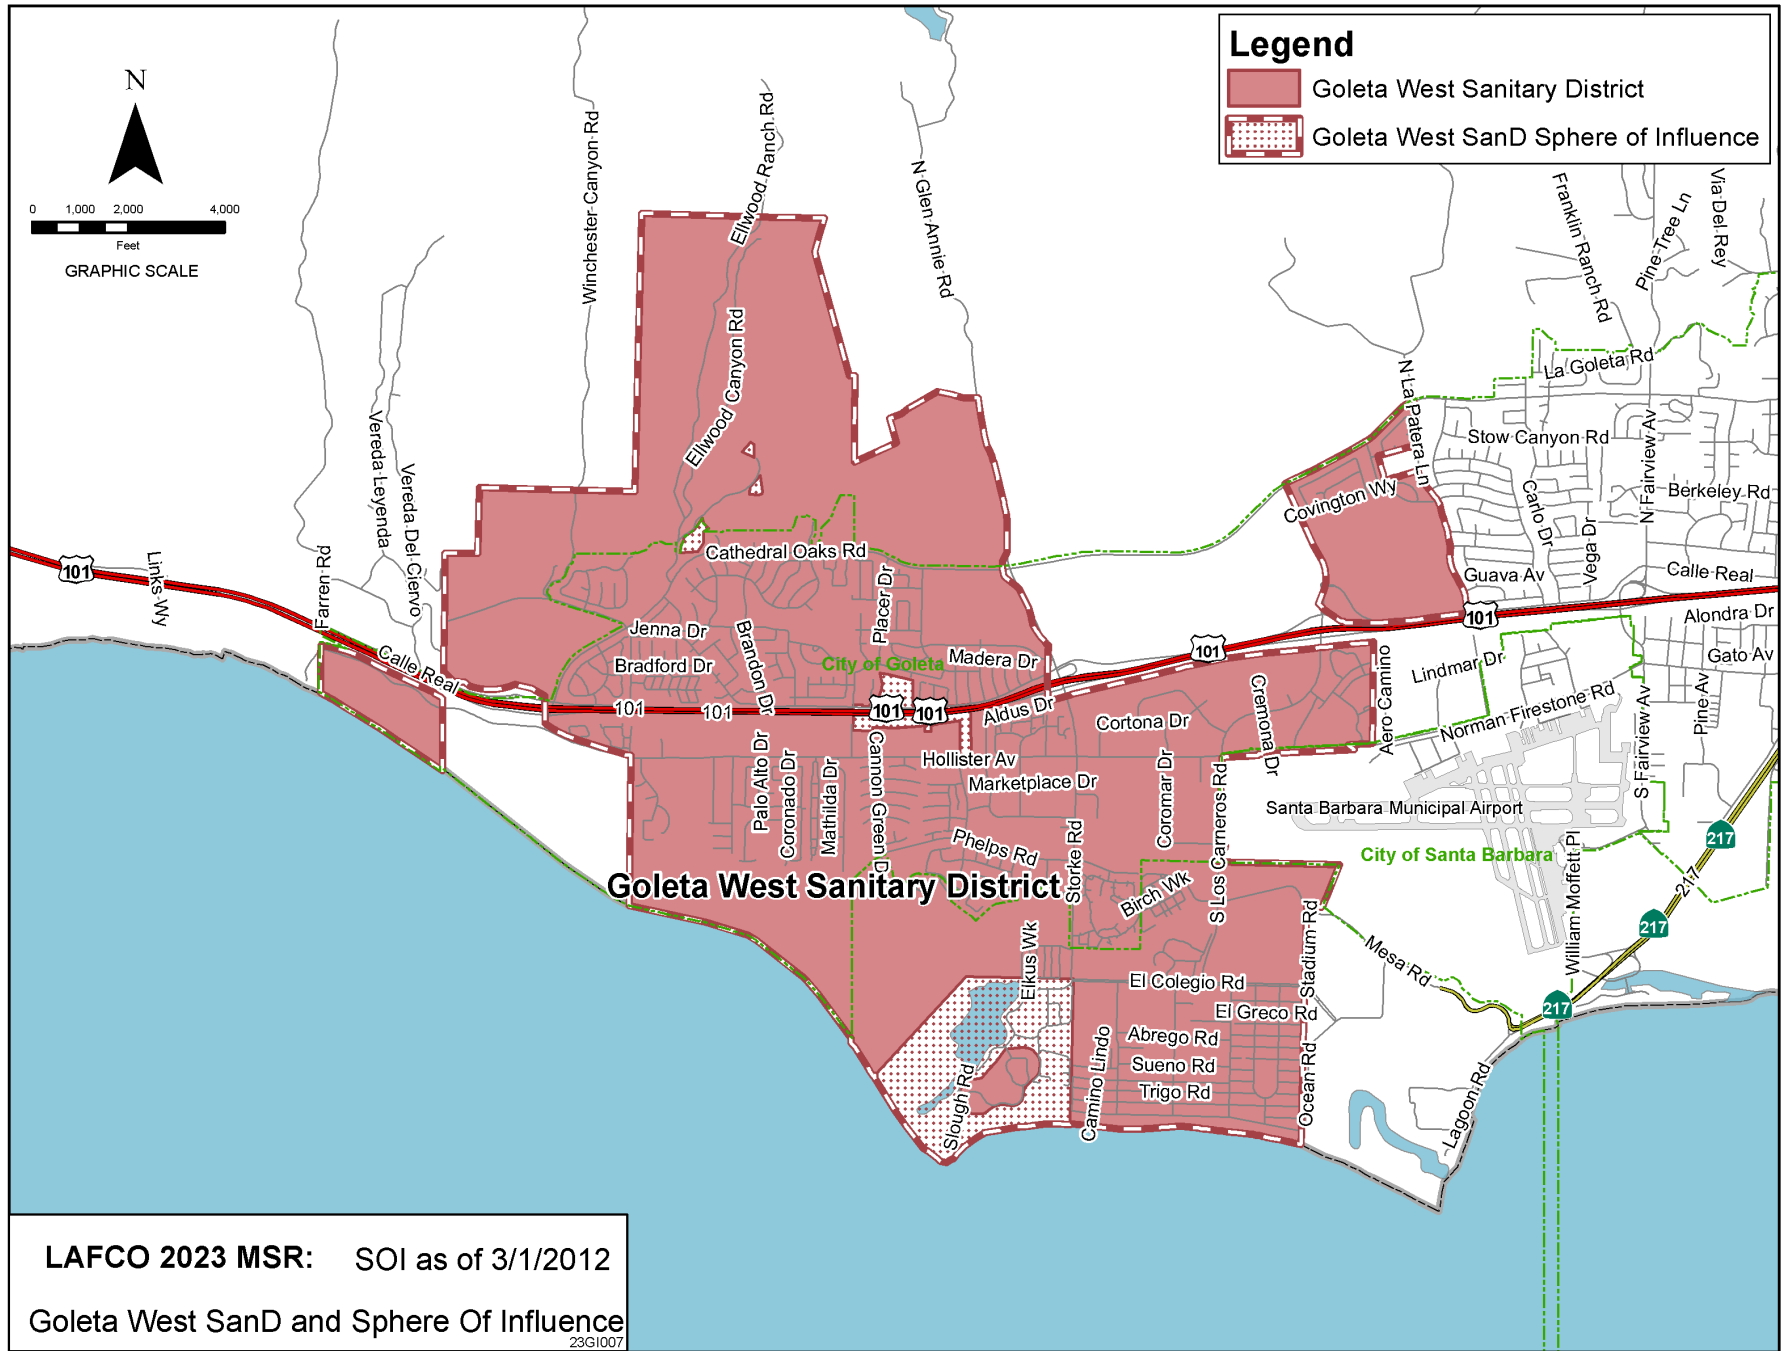 N
0 1,000 2,000 4,000
Feet
GRAPHIC SCALE
Legend
Goleta West Sanitary District
Goleta West SanD Sphere of Influence
Winchester Canyon Rd
Ellwood Ranch Rd
N Glen Annie Rd
Franklin Ranch Rd
Pine Tree Ln
Via Del Rey
Ellwood Canyon Rd
La Goleta Rd
N La Patera Ln
Stow Canyon Rd
N Fairview Av
Berkeley Rd
Covington Wy
Carlo Dr
Vega Dr
Vereda Leyenda
Vereda Del Ciervo
Cathedral Oaks Rd
Placer Dr
Guava Av
Calle Real
101
Links Wy
Farren Rd
101
Alondra Dr
Jenna Dr
Brandon Dr
Bradford Dr
City of Goleta
Madera Dr
101
Lindmar Dr
Gato Av
Calle Real
101
101
101
101
Aldus Dr
Cremona Dr
Cortona Dr
Aero Camino
Norman Firestone Rd
S Fairview Av
Pine Av
Palo Alto Dr
Coronado Dr
Mathilda Dr
Cannon Green D
Hollister Av
Marketplace Dr
Coromar Dr
S Los Carneros Rd
Santa Barbara Municipal Airport
217
Phelps Rd
Storke Rd
City of Santa Barbara
William Moffett Pl
217
Goleta West Sanitary District
Birch Wk
217
Eikus Wk
Stadium Rd
Mesa Rd
El Colegio Rd
217
El Greco Rd
Abrego Rd
Sueno Rd
Trigo Rd
Slough Rd
Camino Lindo
Ocean Rd
Lagoon Rd
LAFCO 2023 MSR: SOI as of 3/1/2012
Goleta West SanD and Sphere Of Influence
23GI007